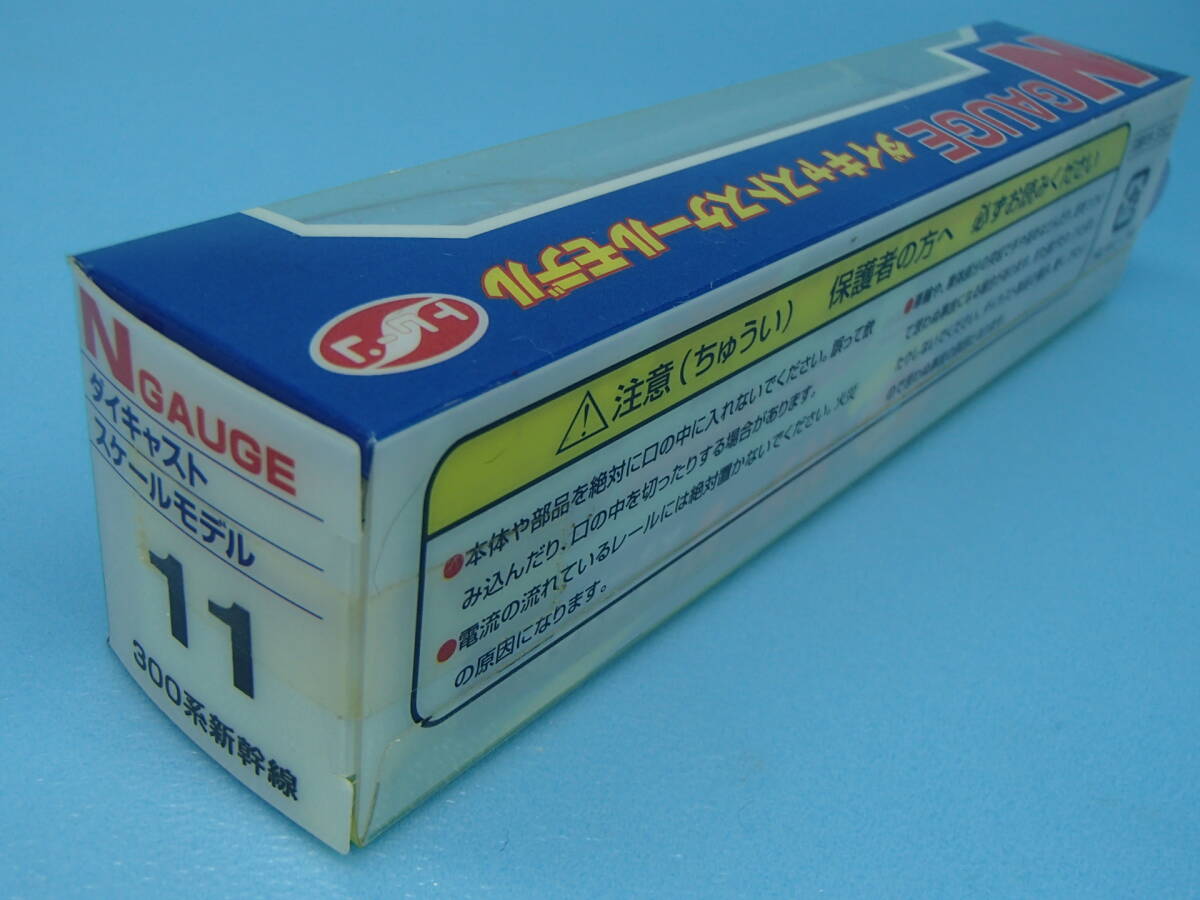 N GAUGE
ダイキャストスケールモデル
トレーン
N GAUGE
ダイキャスト
スケールモデル
11
300系新幹線
注意(ちゅうい) 保護者の方へ 必ずお読みください
●本体や部品を絶対に口の中に入れないでください。誤って飲
み込んだり、口の中を切ったりする場合があります。
●電流の流れているレールには絶対置かないでください。火災
の原因になります。